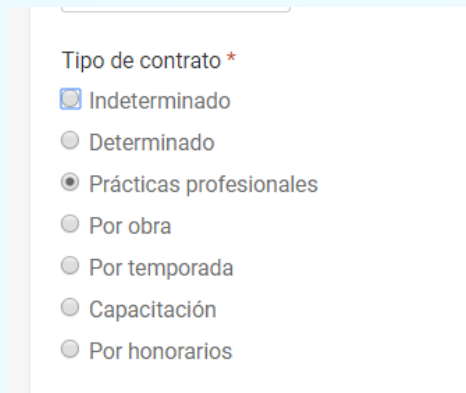 Tipo de contrato *
Indeterminado
Determinado
Prácticas profesionales
Por obra
Por temporada
Capacitación
Por honorarios